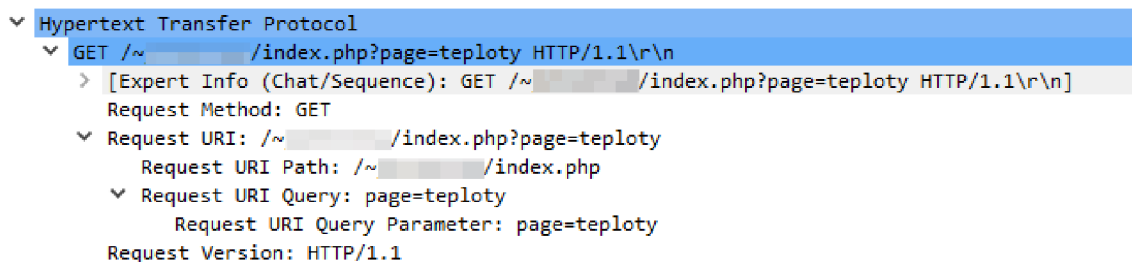 Hypertext Transfer Protocol
GET /~ /index.php?page=teploty HTTP/1.1\r\n
[Expert Info (Chat/Sequence): GET /~ /index.php?page=teploty HTTP/1.1\r\n]
Request Method: GET
Request URI: /~ /index.php?page=teploty
Request URI Path: /~ /index.php
Request URI Query: page=teploty
Request URI Query Parameter: page=teploty
Request Version: HTTP/1.1